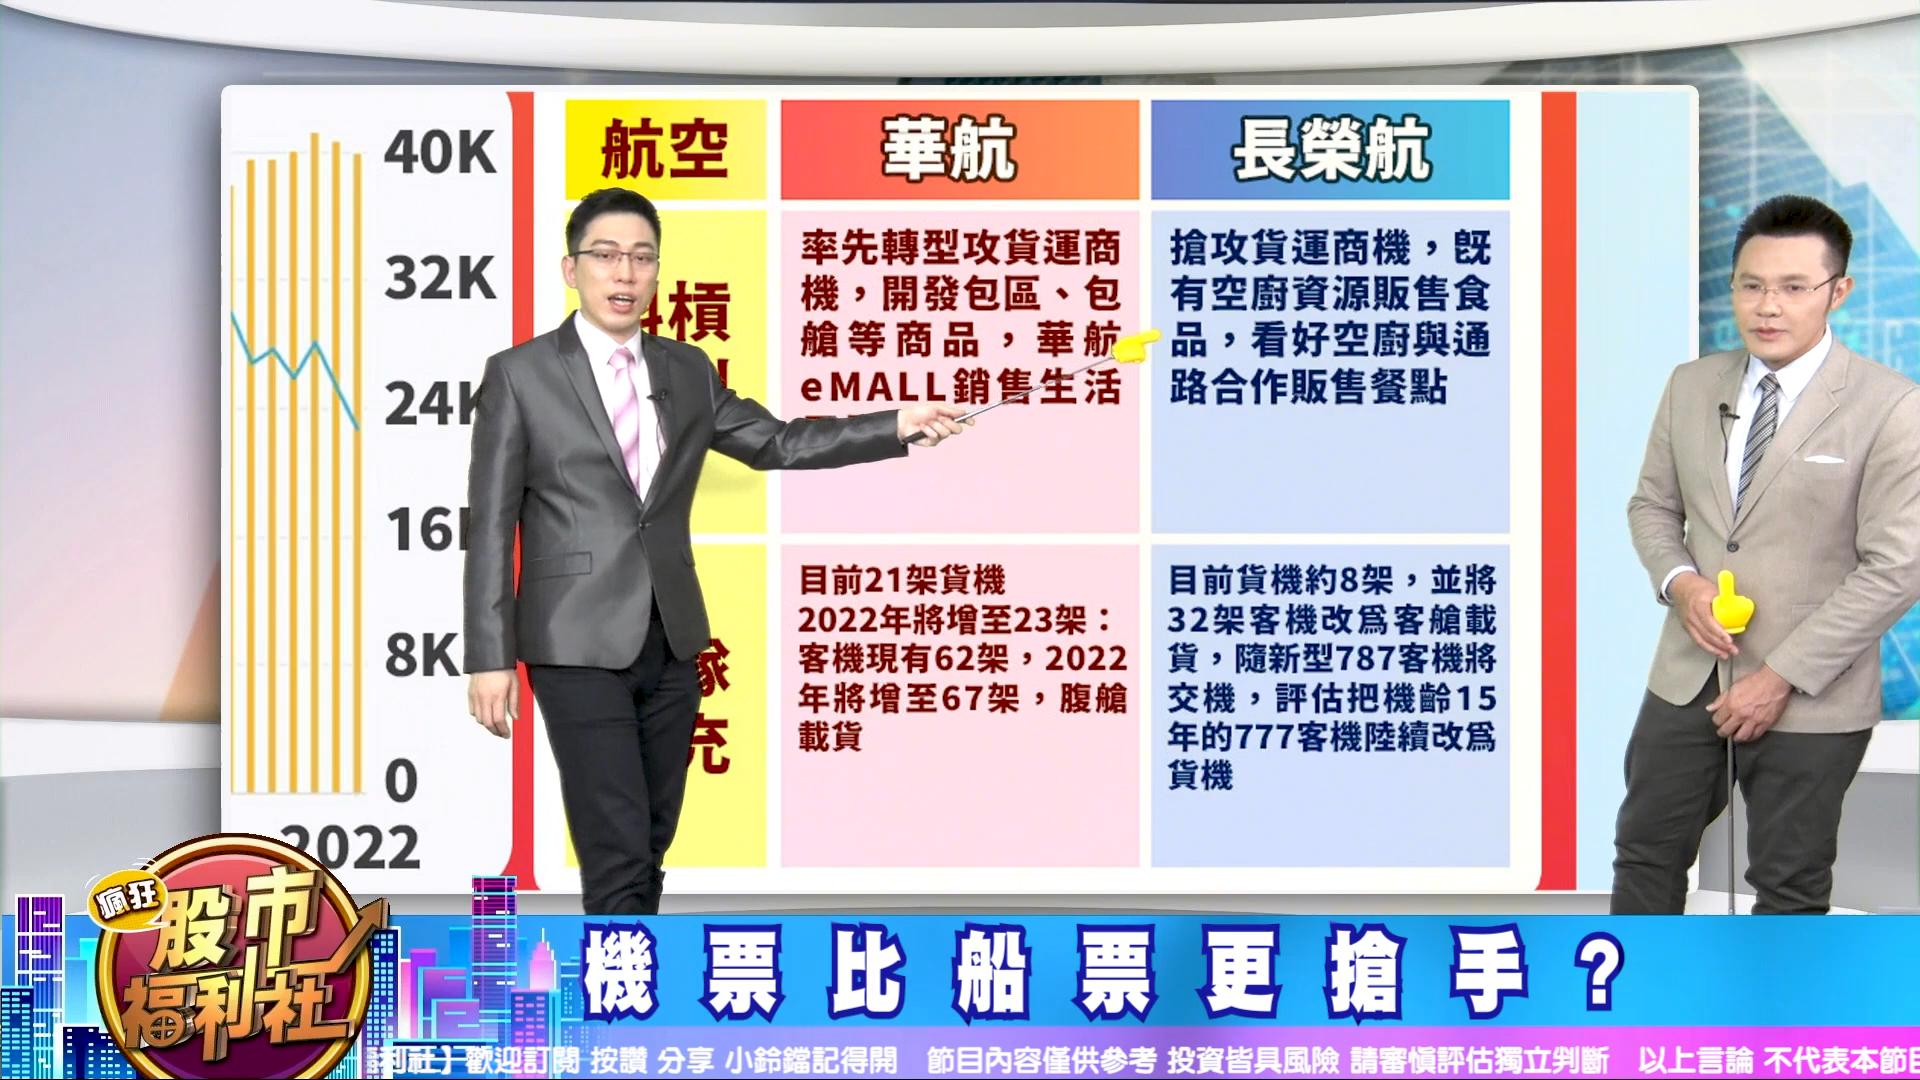 40K
32K
24K
16
8K
0
2022
航空
華航
長榮航
槓
率先轉型攻貨運商
機，開發包區、包
艙等商品，華航
eMALL銷售生活
搶攻貨運商機，既
有空廚資源販售食
品，看好空廚與通
路合作販售餐點
充
目前21架貨機
2022年將增至23架：
客機現有62架，2022
年將增至67架，腹艙
載貨
目前貨機約8架，並將
32架客機改為客艙載
貨，隨新型787客機將
交機，評估把機齡15
年的777客機陸續改為
貨機
瘋狂
股市
福利社
機票比船票更搶手?
利社】歡迎訂閱 按讚 分享 小鈴鐺記得開 節目內容僅供參考 投資皆具風險 請審慎評估獨立判斷 以上言論 不代表本節目